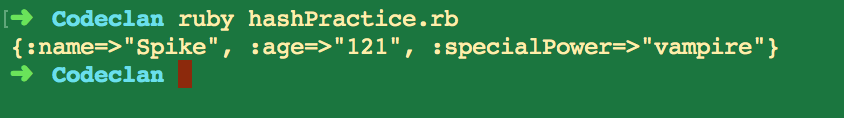 ➜ Codeclan ruby hashPractice.rb
{:name=>"Spike", :age=>"121", :specialPower=>"vampire"}
➜ Codeclan